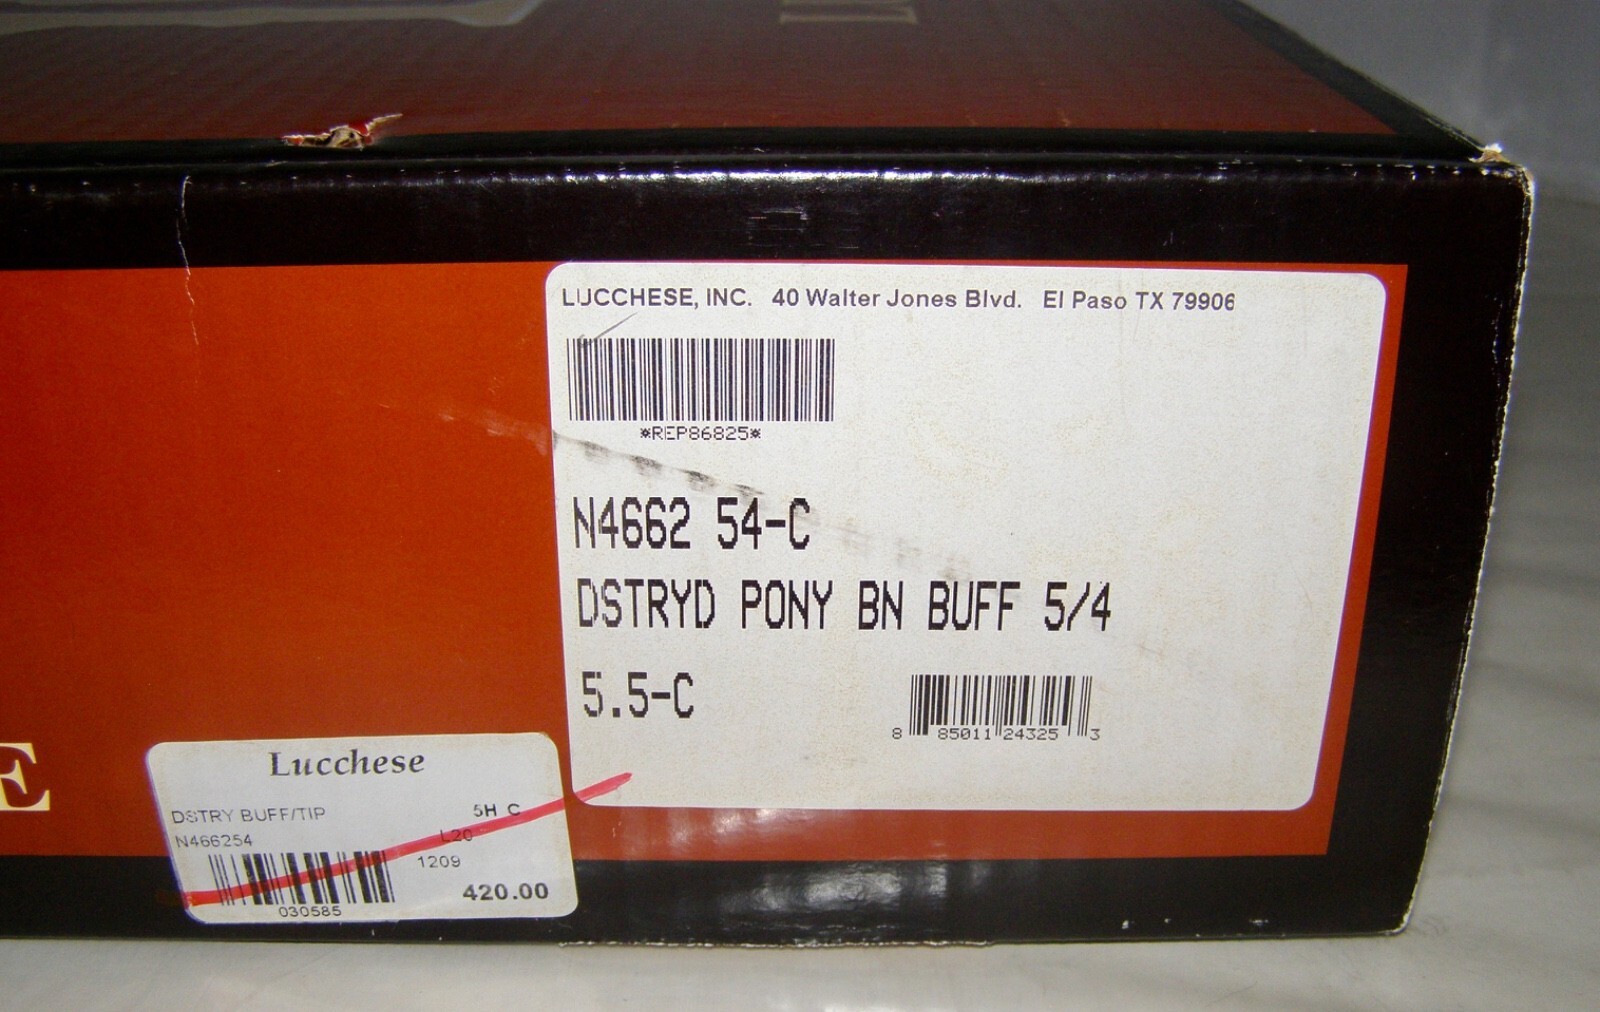 LUCCHESE, INC. 40 Walter Jones Blvd. El Paso TX 79906
*REP86825*
N4662 54-C
DSTRYD PONY BN BUFF 5/4
5.5-C
8 85011 24325 3
E
Lucchese
DSTRY BUFF/TIP 5H C
N466254 L20
1209
420.00
030585